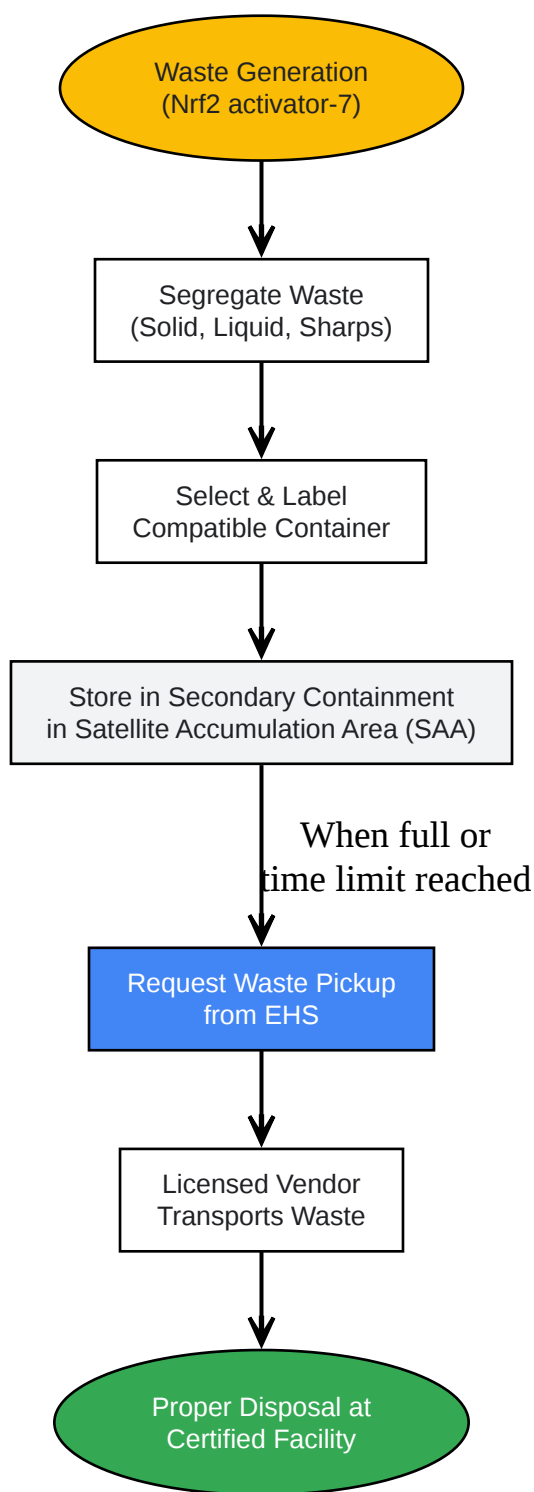 Waste Generation
(Nrf2 activator-7)
Segregate Waste
(Solid, Liquid, Sharps)
Select & Label
Compatible Container
Store in Secondary Containment
in Satellite Accumulation Area (SAA)
When full or
time limit reached
Request Waste Pickup
from EHS
Licensed Vendor
Transports Waste
Proper Disposal at
Certified Facility